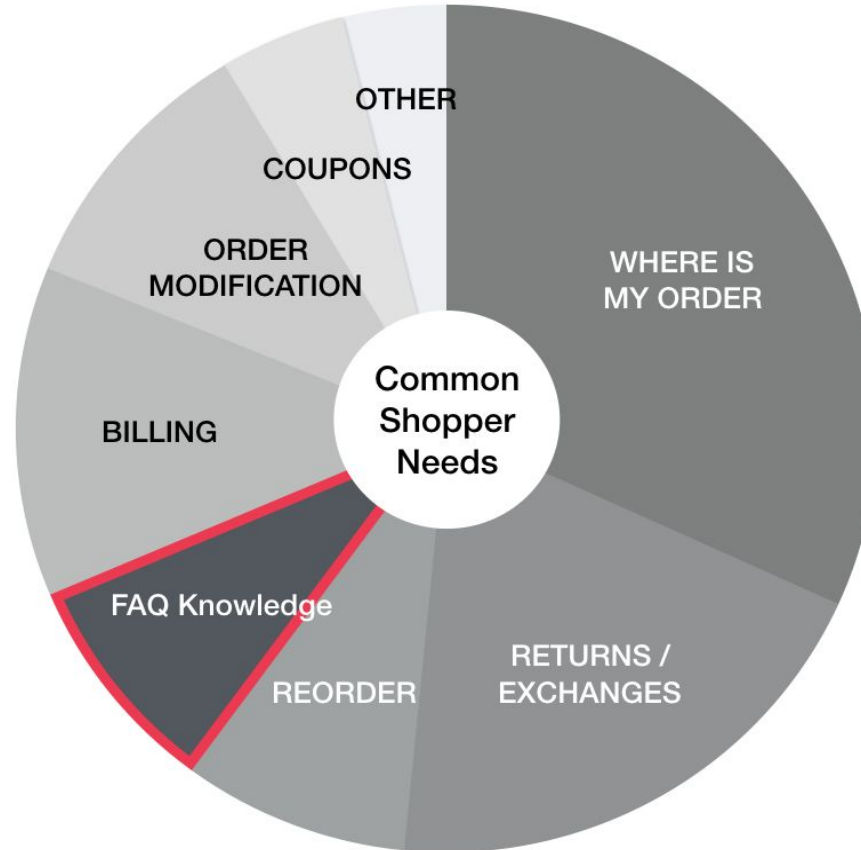 OTHER
COUPONS
ORDER
MODIFICATION
WHERE IS
MY ORDER
Common
Shopper
Needs
BILLING
FAQ Knowledge
RETURNS /
EXCHANGES
REORDER